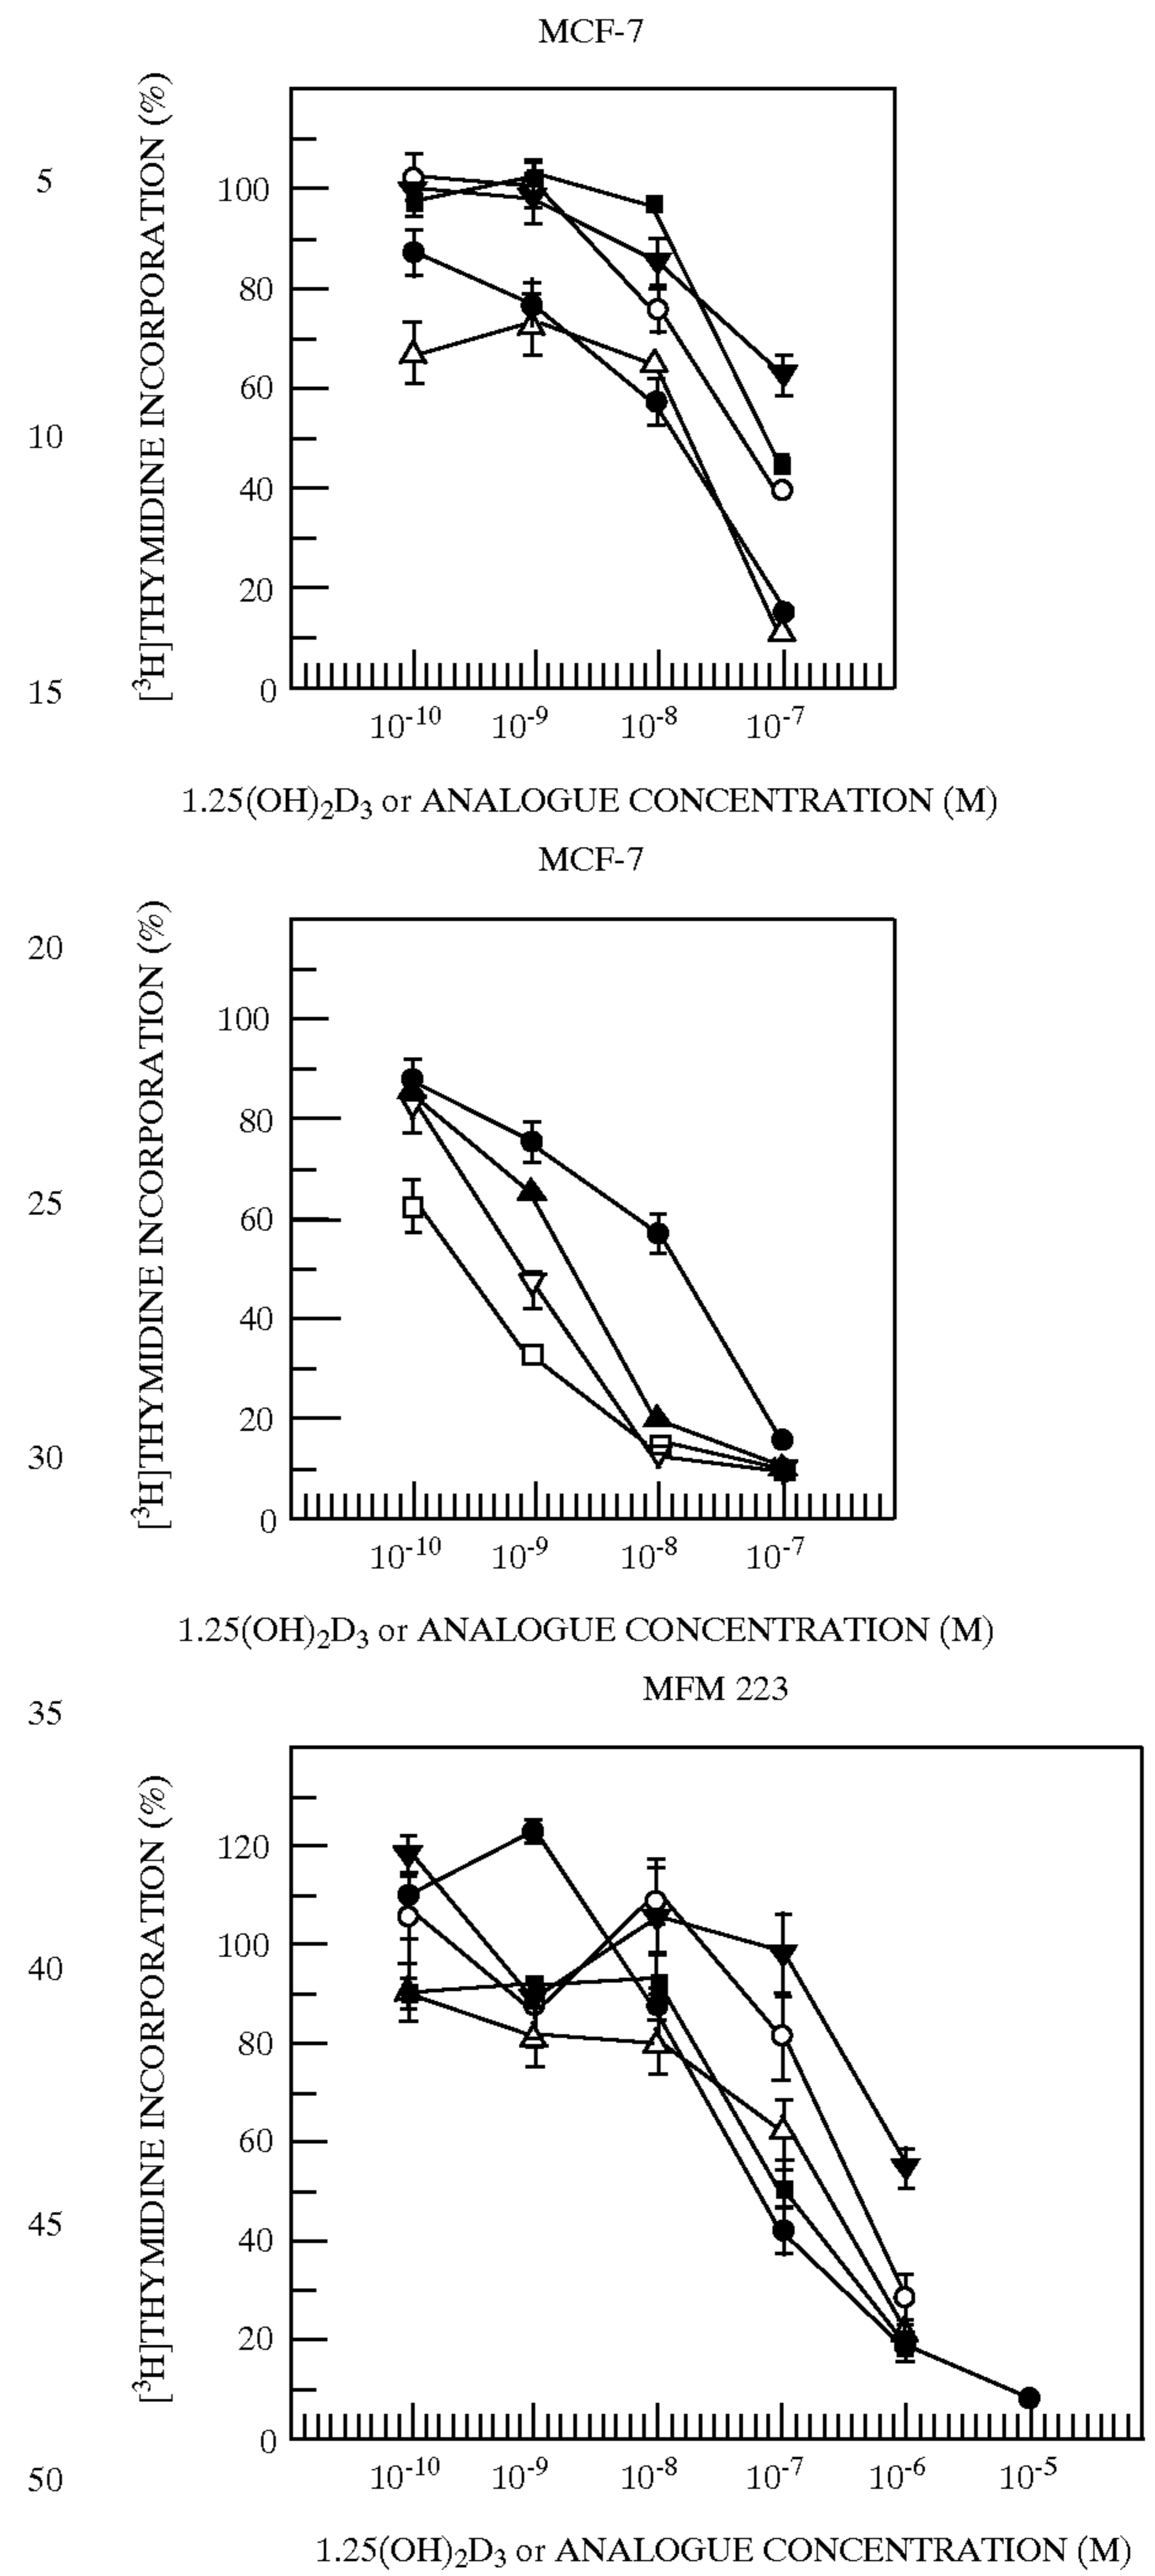 MCF-7
[³H]THYMIDINE INCORPORATION (%)
5
100
80
60
10
40
20
15
0
10⁻¹⁰ 10⁻⁹ 10⁻⁸ 10⁻⁷
1.25(OH)₂D₃ or ANALOGUE CONCENTRATION (M)
MCF-7
[³H]THYMIDINE INCORPORATION (%)
20
100
80
25
60
40
20
30
0
10⁻¹⁰ 10⁻⁹ 10⁻⁸ 10⁻⁷
1.25(OH)₂D₃ or ANALOGUE CONCENTRATION (M)
MFM 223
35
[³H]THYMIDINE INCORPORATION (%)
120
100
40
80
60
45
40
20
0
50
10⁻¹⁰ 10⁻⁹ 10⁻⁸ 10⁻⁷ 10⁻⁶ 10⁻⁵
1.25(OH)₂D₃ or ANALOGUE CONCENTRATION (M)